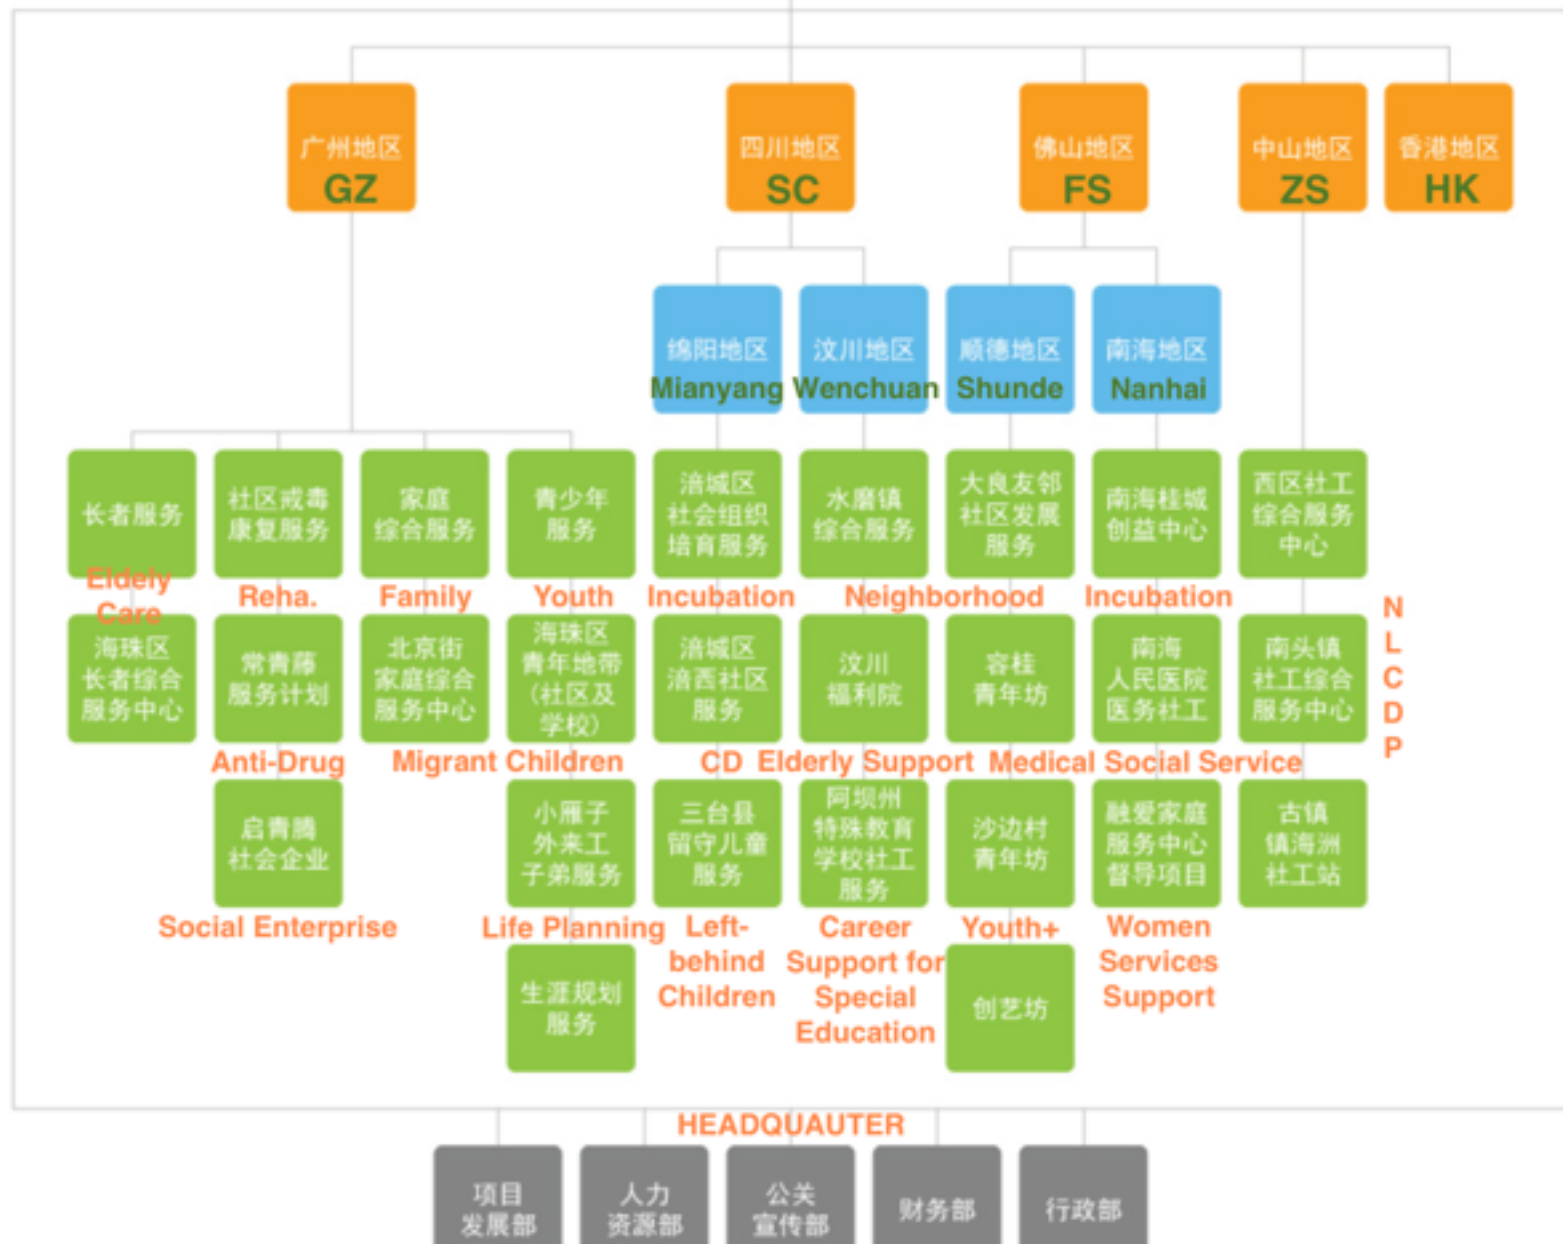 广州地区
GZ
四川地区
SC
佛山地区
FS
中山地区
ZS
香港地区
HK
绵阳地区
Mianyang
汶川地区
Wenchuan
顺德地区
Shunde
南海地区
Nanhai
长者服务
社区戒毒
康复服务
家庭
综合服务
青少年
服务
涪城区
社会组织
培育服务
水磨镇
综合服务
大良友邻
社区发展
服务
南海桂城
创益中心
西区社工
综合服务
中心
Eldely
Care
Reha.
Family
Youth
Incubation
Neighborhood
Incubation
N
L
C
D
P
海珠区
长者综合
服务中心
常青藤
服务计划
北京街
家庭综合
服务中心
海珠区
青年地带
(社区及
学校)
涪城区
涪西社区
服务
汶川
福利院
容桂
青年坊
南海
人民医院
医务社工
南头镇
社工综合
服务中心
Anti-Drug
Migrant Children
CD
Elderly Support
Medical Social Service
启青腾
社会企业
小雁子
外来工
子弟服务
三台县
留守儿童
服务
阿坝州
特殊教育
学校社工
服务
沙边村
青年坊
融爱家庭
服务中心
督导项目
古镇
镇海洲
社工站
Social Enterprise
Life Planning
Left-
behind
Children
Career
Support for
Special
Education
Youth+
Women
Services
Support
生涯规划
服务
创艺坊
HEADQUAUTER
项目
发展部
人力
资源部
公关
宣传部
财务部
行政部